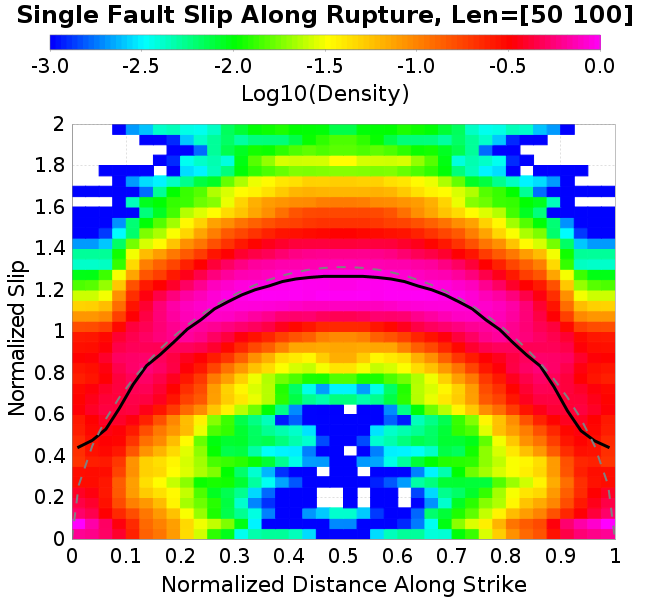 Single Fault Slip Along Rupture, Len=[50 100]
-3.0 -2.5 -2.0 -1.5 -1.0 -0.5 0.0
Log10(Density)
2
1.8
1.6
1.4
1.2
1
0.8
0.6
0.4
0.2
0
Normalized Slip
0 0.1 0.2 0.3 0.4 0.5 0.6 0.7 0.8 0.9 1
Normalized Distance Along Strike